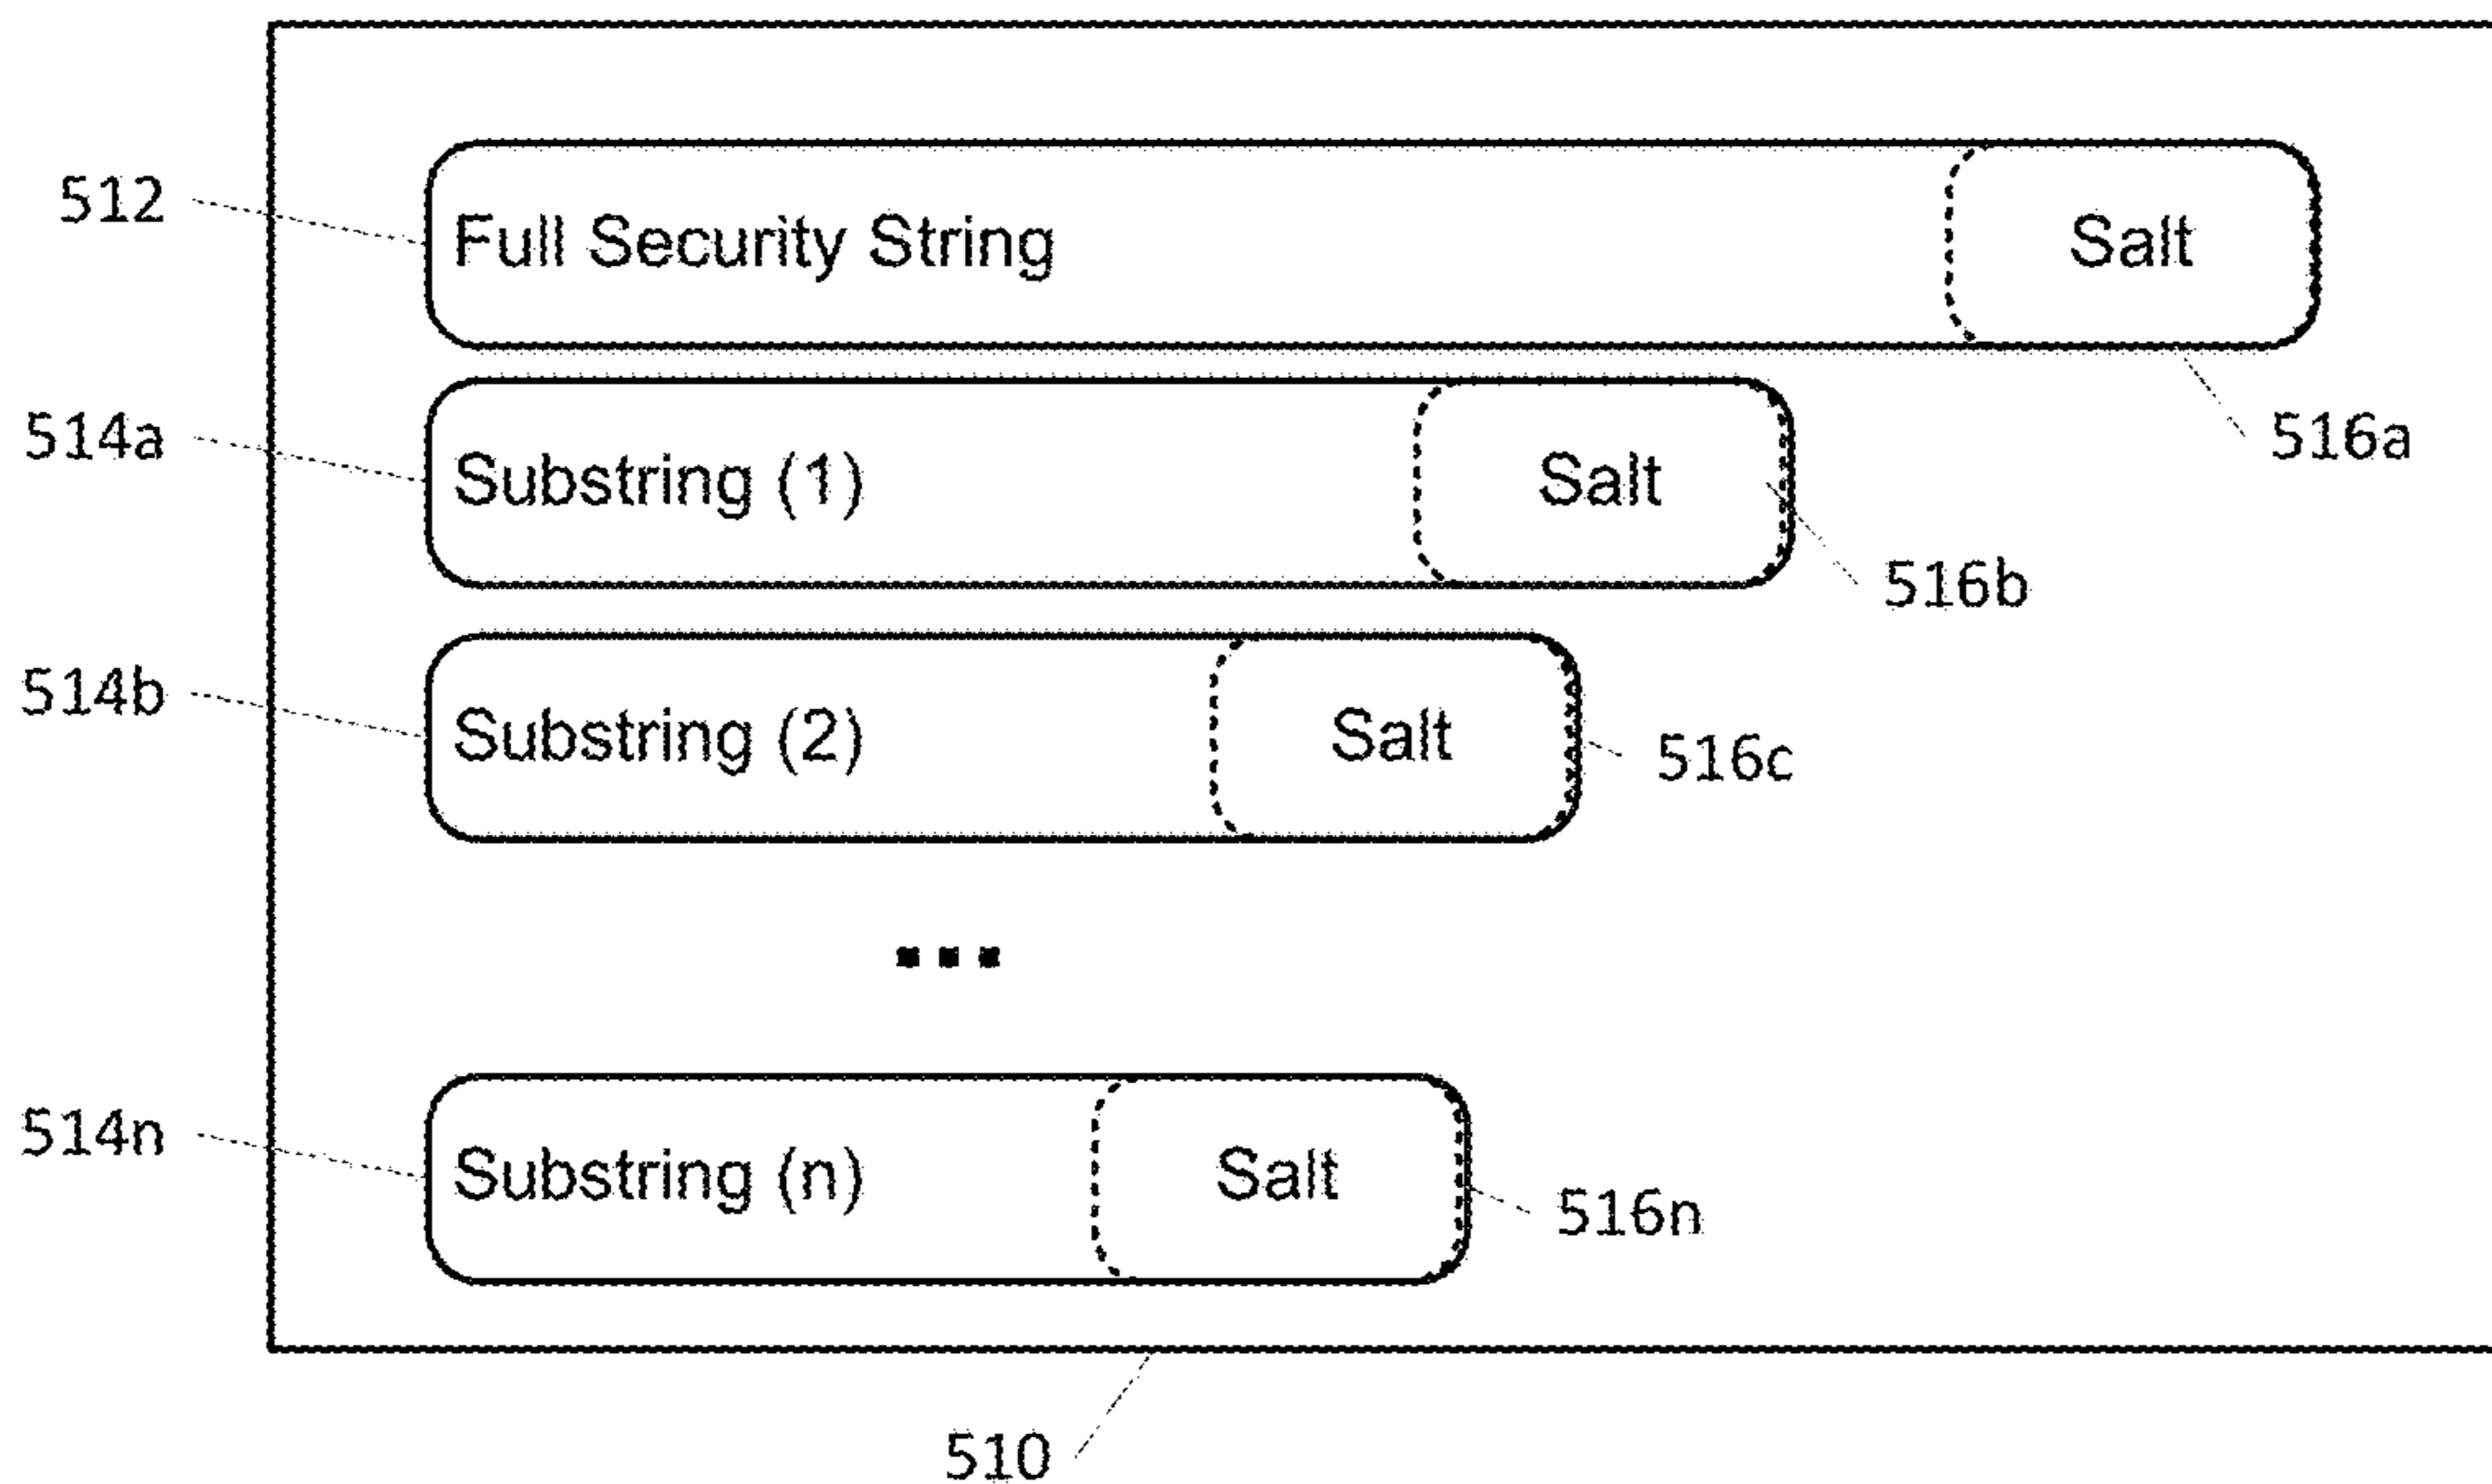 512
Full Security String
Salt
516a
514a
Substring (1)
Salt
516b
514b
Substring (2)
Salt
516c
...
514n
Substring (n)
Salt
516n
510